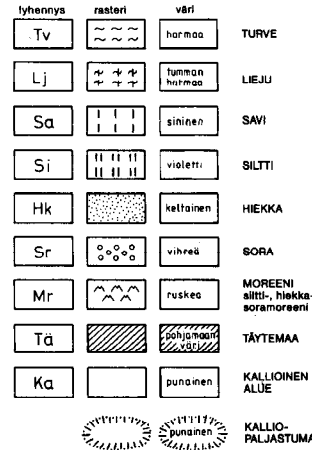 lyhennys rasteri väri
Tv harmaa TURVE
Lj tumman harmaa LIEJU
Sa sininen SAVI
Si violetti SILTTI
Hk keltainen HIEKKA
Sr vihreä SORA
Mr ruskea MOREENI
siltti-, hiekka-
soramoreeni
Tä pohjamaan väri TÄYTEMAA
Ka punainen KALLIOINEN
ALUE
punainen KALLIO-
PALJASTUMA